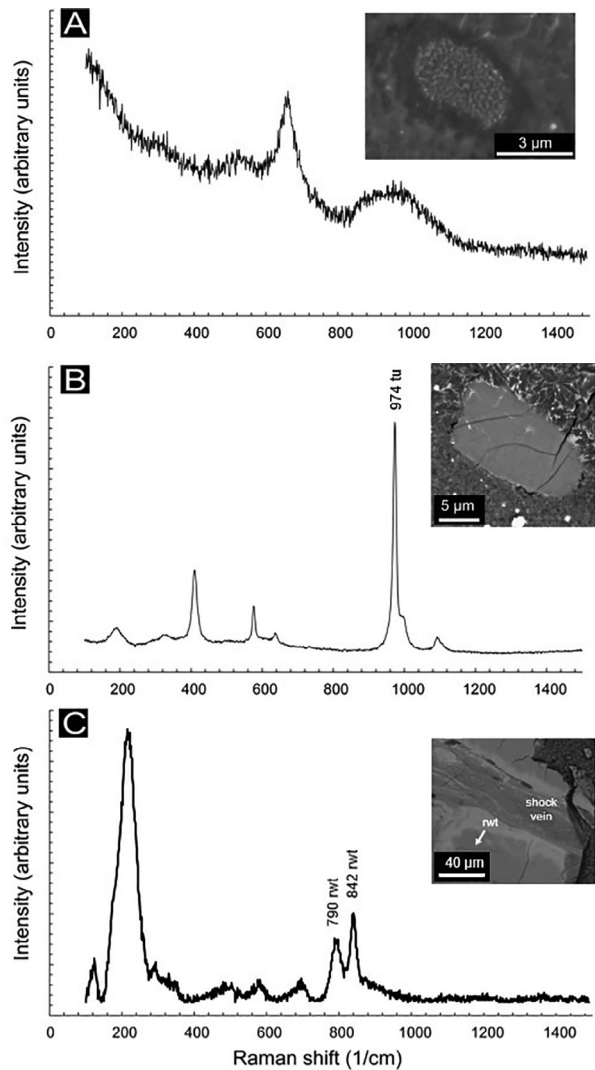 A
3 µm
Intensity (arbitrary units)
0 200 400 600 800 1000 1200 1400
B
974 tu
5 µm
Intensity (arbitrary units)
0 200 400 600 800 1000 1200 1400
C
shock
vein
rwt
40 µm
790 rwt
842 rwt
Intensity (arbitrary units)
0 200 400 600 800 1000 1200 1400
Raman shift (1/cm)